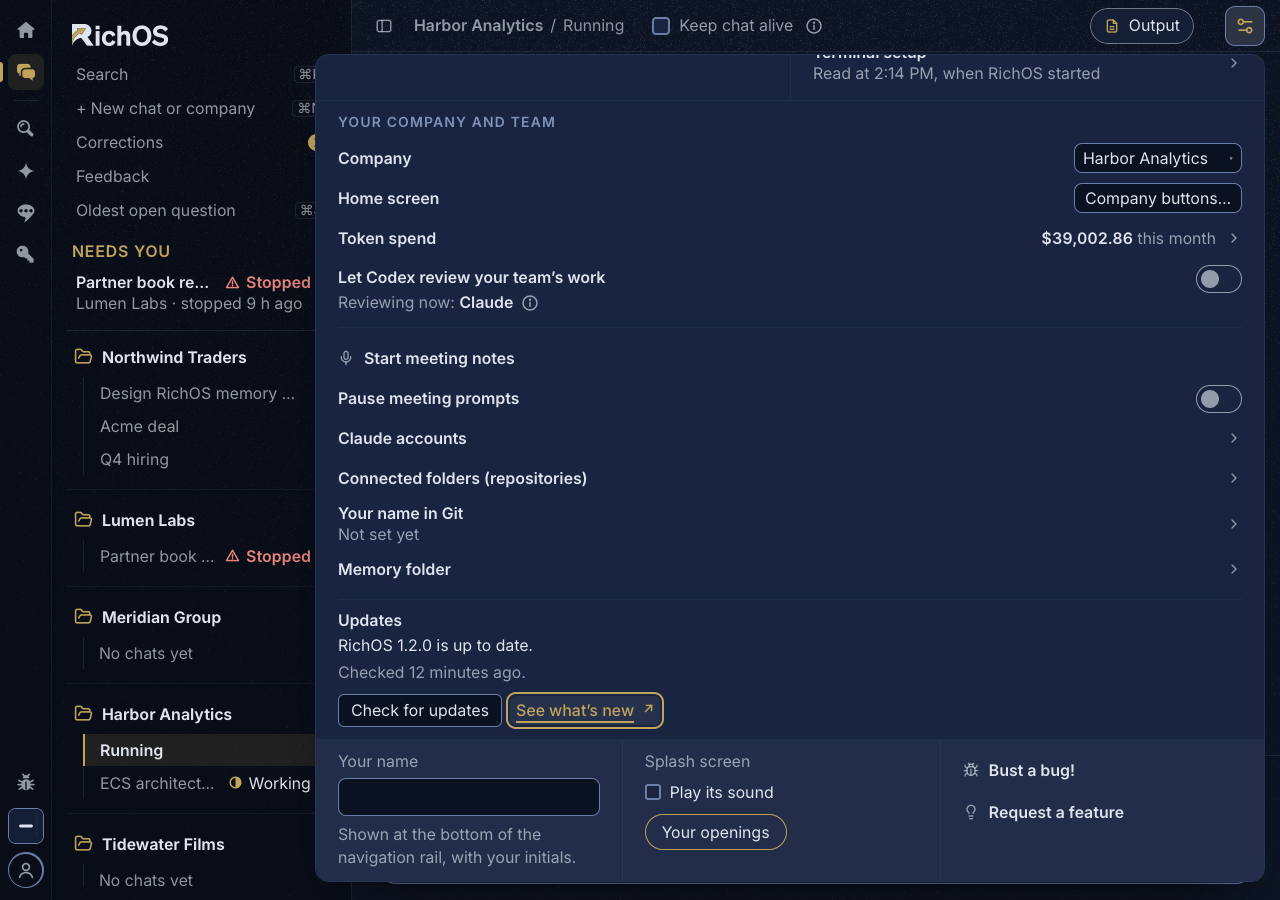 RichOS
Harbor Analytics / Running
Keep chat alive
Output
Search
+ New chat or company
Corrections
Feedback
Oldest open question
NEEDS YOU
Partner book re... Stopped
Lumen Labs · stopped 9 h ago
Northwind Traders
Design RichOS memory ...
Acme deal
Q4 hiring
Lumen Labs
Partner book ... Stopped
Meridian Group
No chats yet
Harbor Analytics
Running
ECS architect... Working
Tidewater Films
No chats yet
Terminal setup
Read at 2:14 PM, when RichOS started
YOUR COMPANY AND TEAM
Company
Harbor Analytics
Home screen
Company buttons...
Token spend
$39,002.86 this month
Let Codex review your team’s work
Reviewing now: Claude
Start meeting notes
Pause meeting prompts
Claude accounts
Connected folders (repositories)
Your name in Git
Not set yet
Memory folder
Updates
RichOS 1.2.0 is up to date.
Checked 12 minutes ago.
Check for updates
See what’s new
Your name
Shown at the bottom of the
navigation rail, with your initials.
Splash screen
Play its sound
Your openings
Bust a bug!
Request a feature